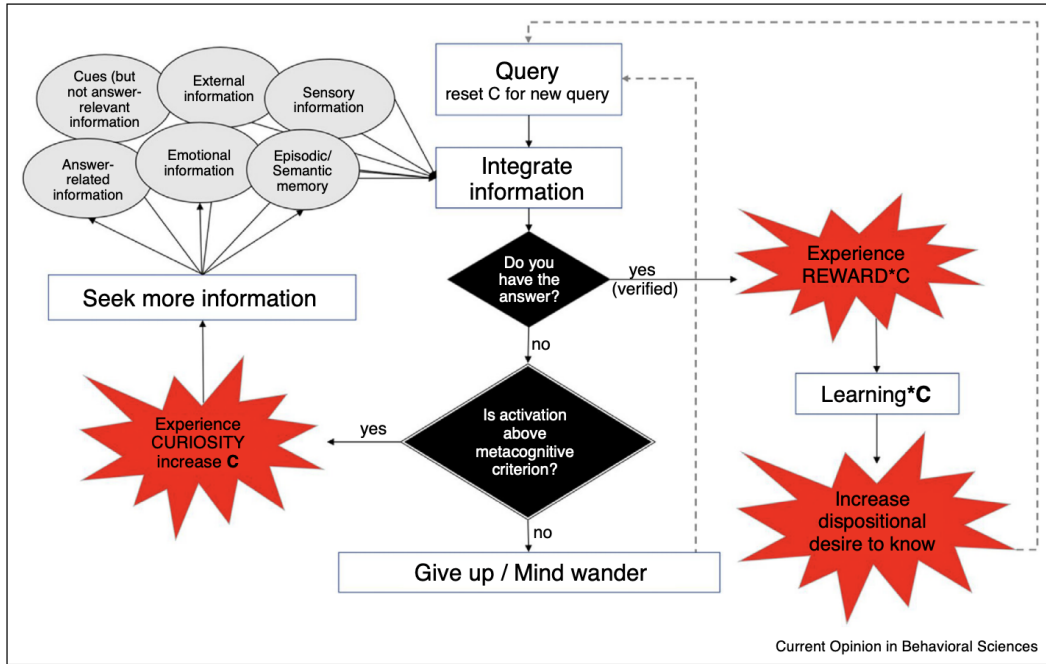 Cues (but
not answer-
relevant
information
External
information
Sensory
information
Answer-
related
information
Emotional
information
Episodic/
Semantic
memory
Query
reset C for new query
Integrate
information
Do you
have the
answer?
yes
(verified)
Experience
REWARD*C
Learning*C
Increase
dispositional
desire to know
no
Is activation
above
metacognitive
criterion?
yes
Experience
CURIOSITY
increase C
Seek more information
no
Give up / Mind wander
Current Opinion in Behavioral Sciences